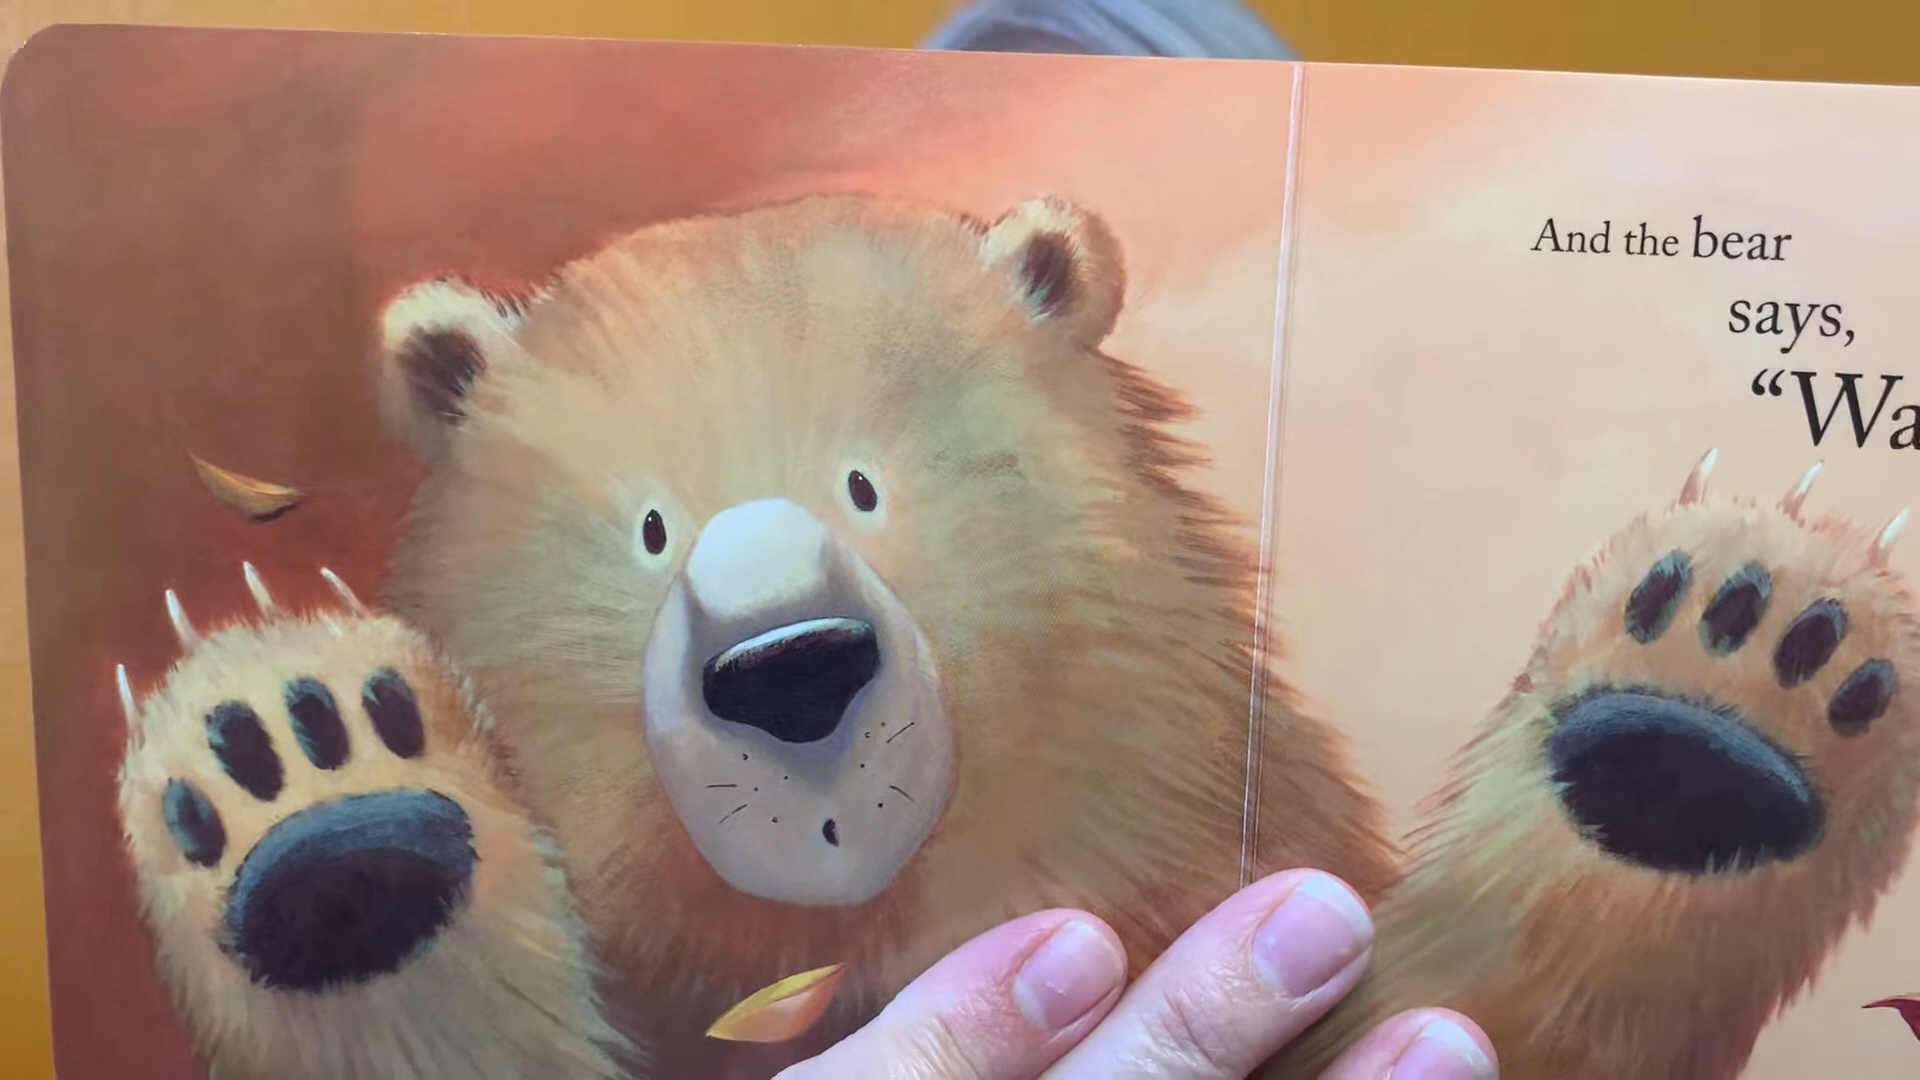 And the bear
says,
“Wa